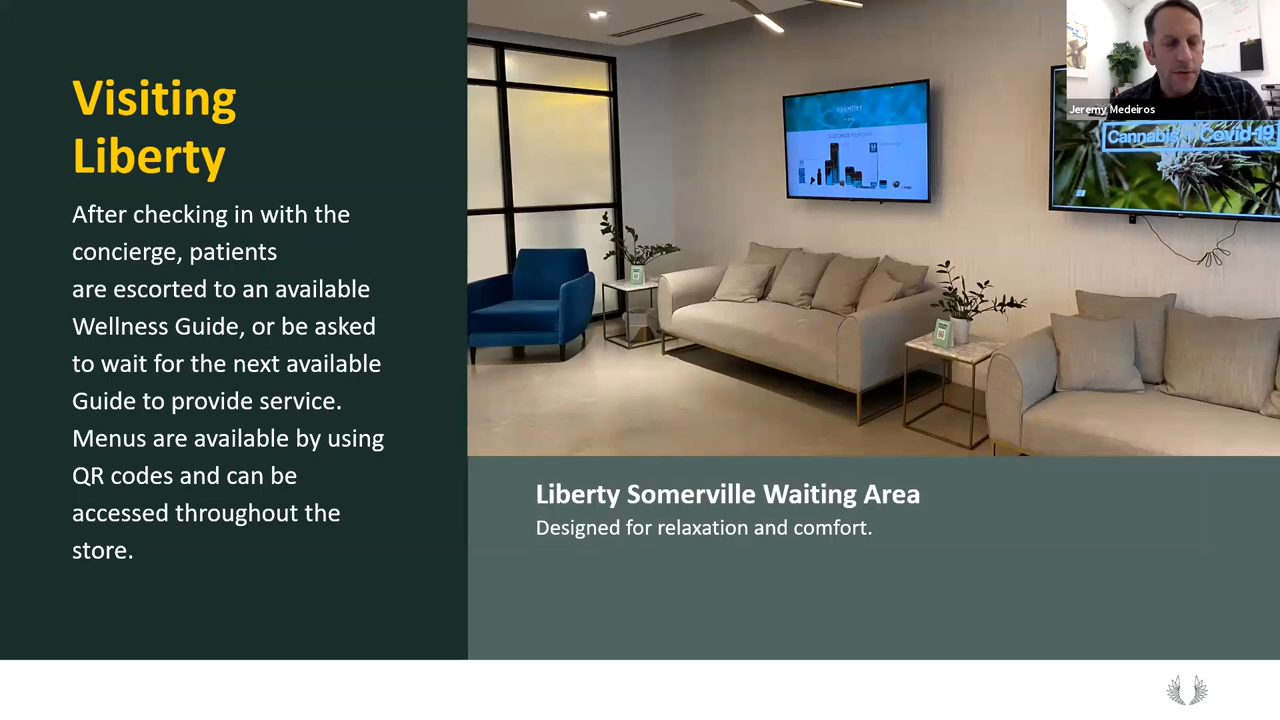 Visiting
Liberty
After checking in with the
concierge, patients
are escorted to an available
Wellness Guide, or be asked
to wait for the next available
Guide to provide service.
Menus are available by using
QR codes and can be
accessed throughout the
store.
HARMONY
Jeremy Medeiros
Cannabis + Covid-19
Liberty Somerville Waiting Area
Designed for relaxation and comfort.